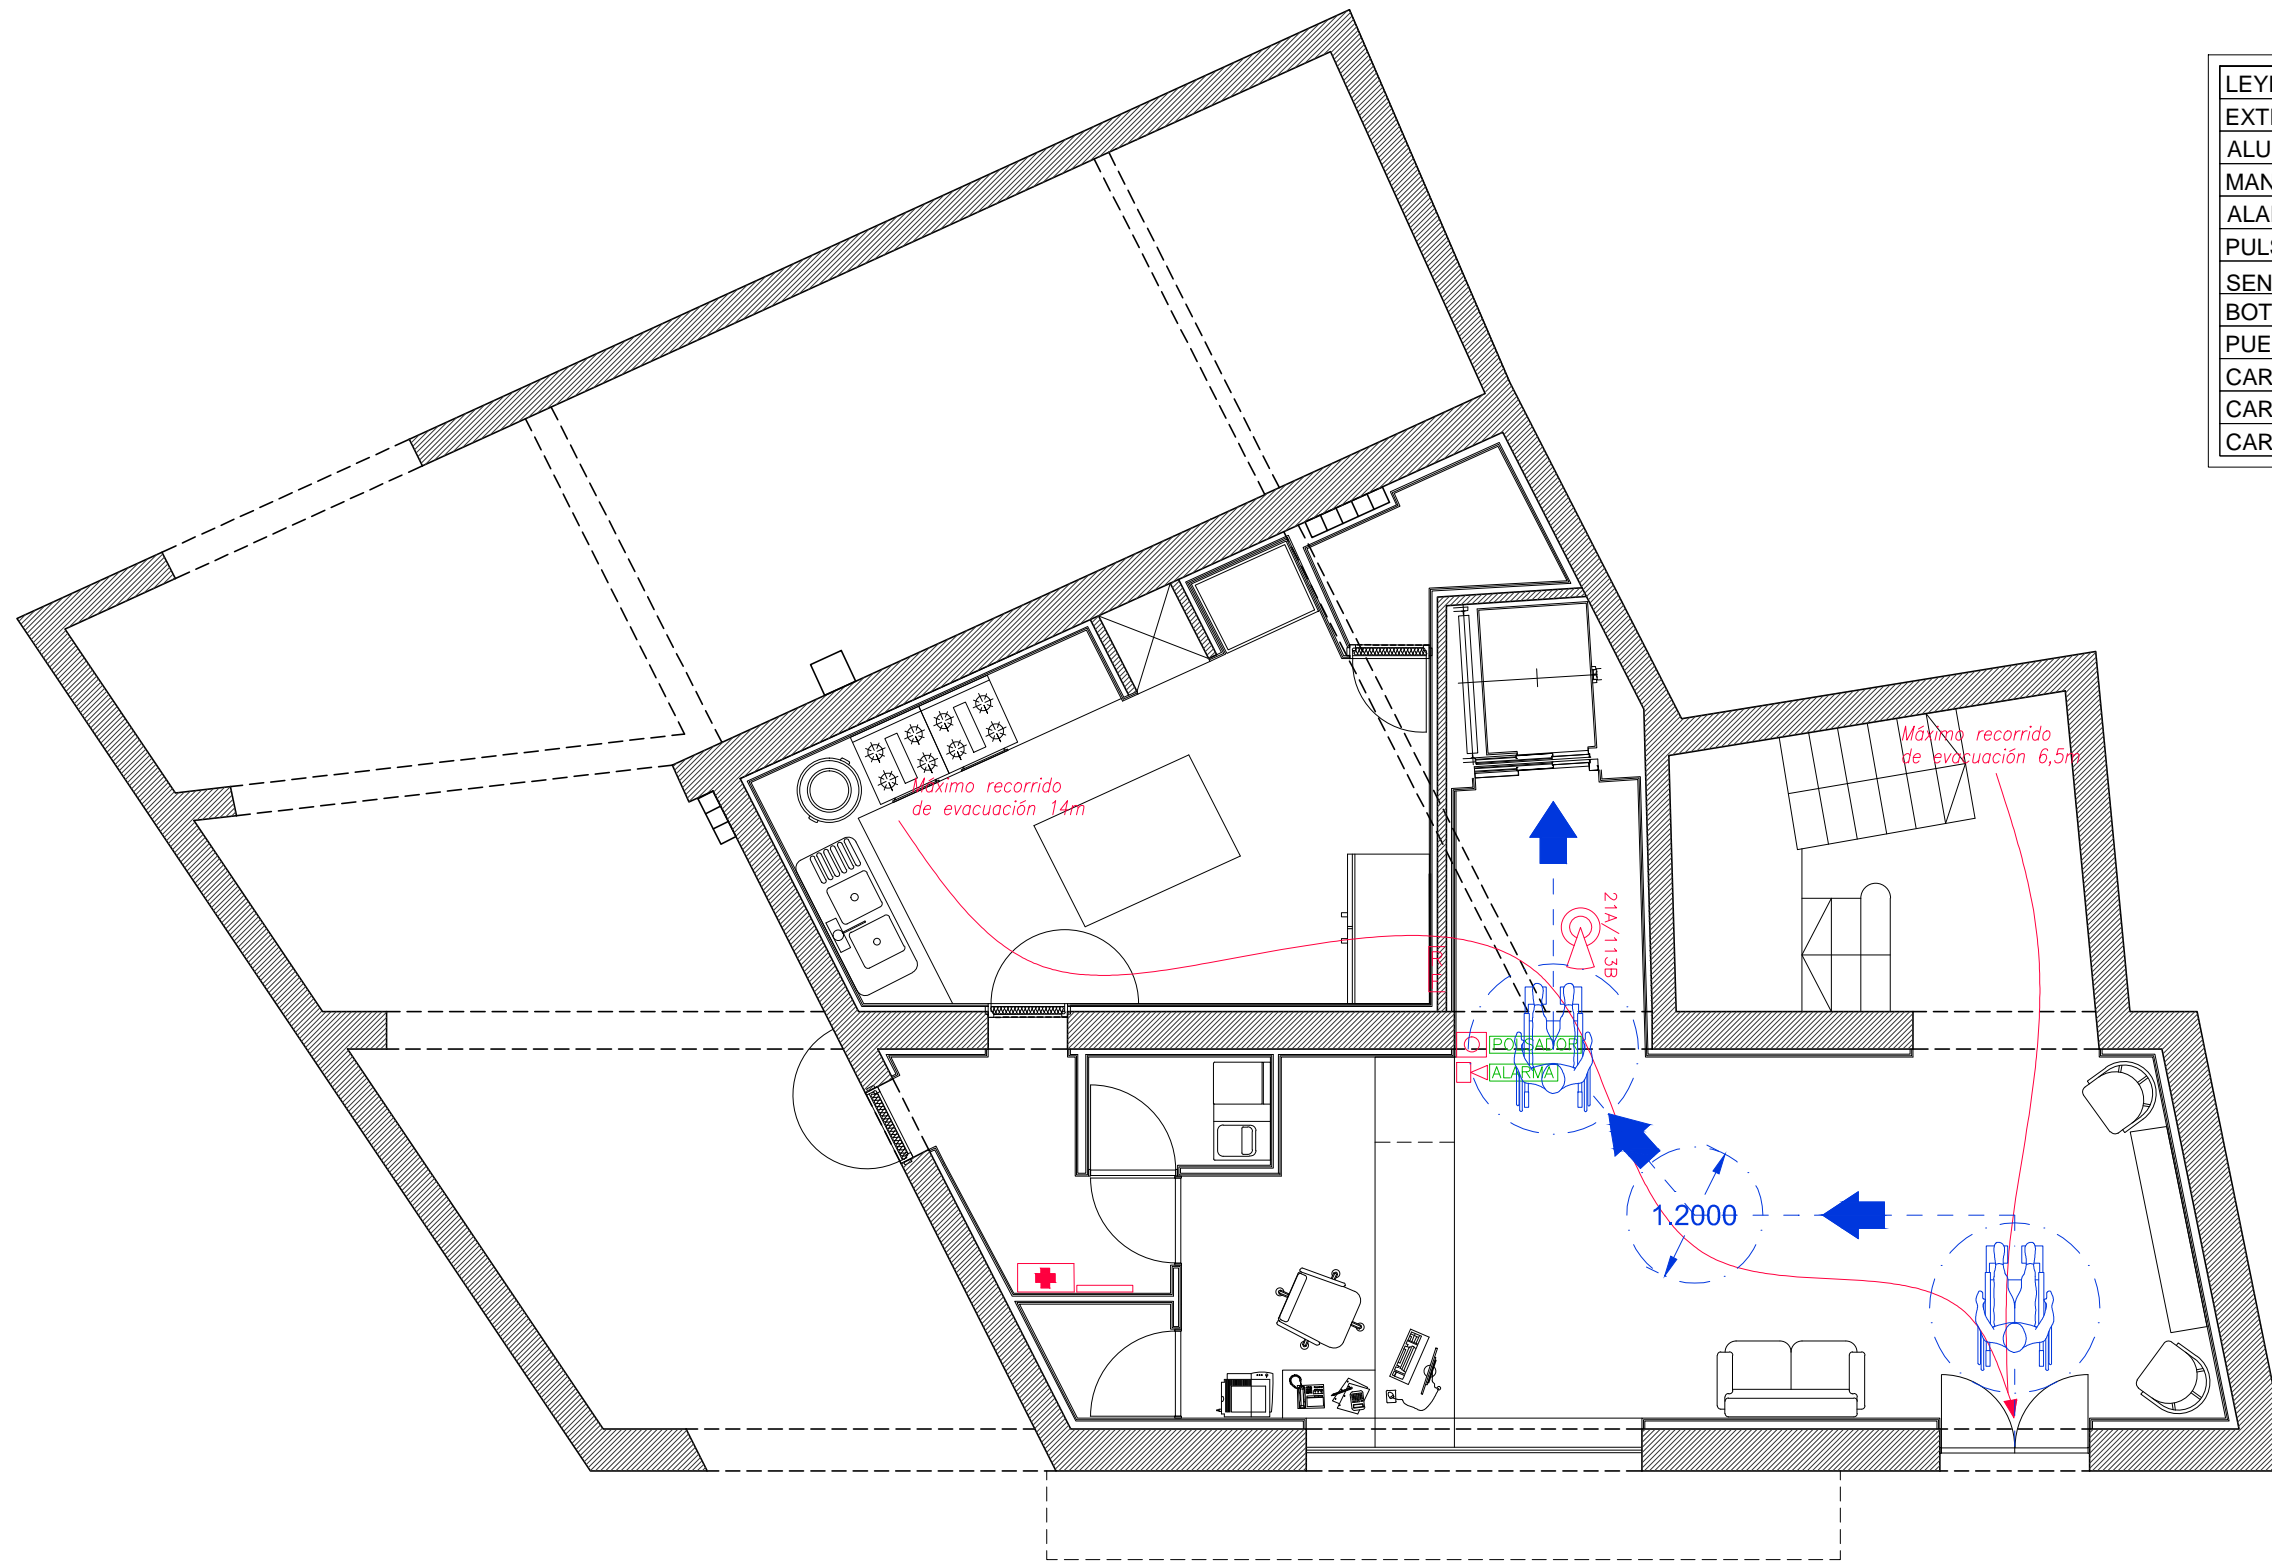 LEY
EXT
ALU
MAN
ALA
PUL
SEN
BOT
PUE
CAR
CAR
CAR
Máximo recorrido
de evacuación 6,5m
Máximo recorrido
de evacuación 14m
21A/113B
PULSADOR
ALARMA
1.2000